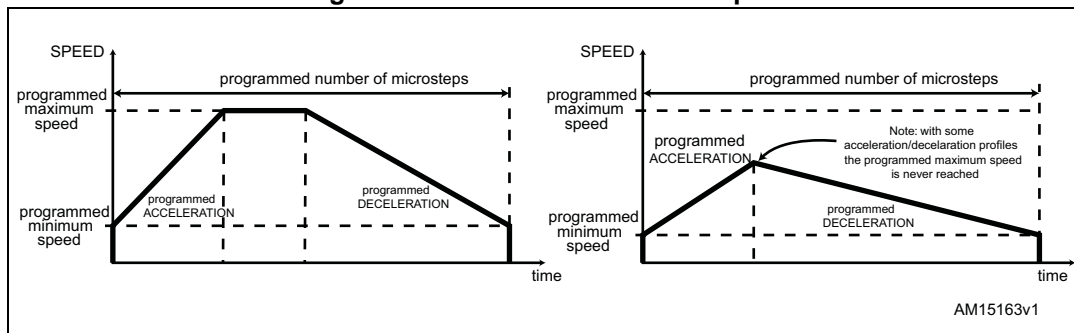 SPEED
programmed number of microsteps
programmed
maximum
speed
programmed
ACCELERATION
programmed
DECELERATION
programmed
minimum
speed
time
SPEED
programmed number of microsteps
programmed
maximum
speed
programmed
ACCELERATION
Note: with some
acceleration/decelaration profiles
the programmed maximum speed
is never reached
programmed
DECELERATION
programmed
minimum
speed
time
AM15163v1